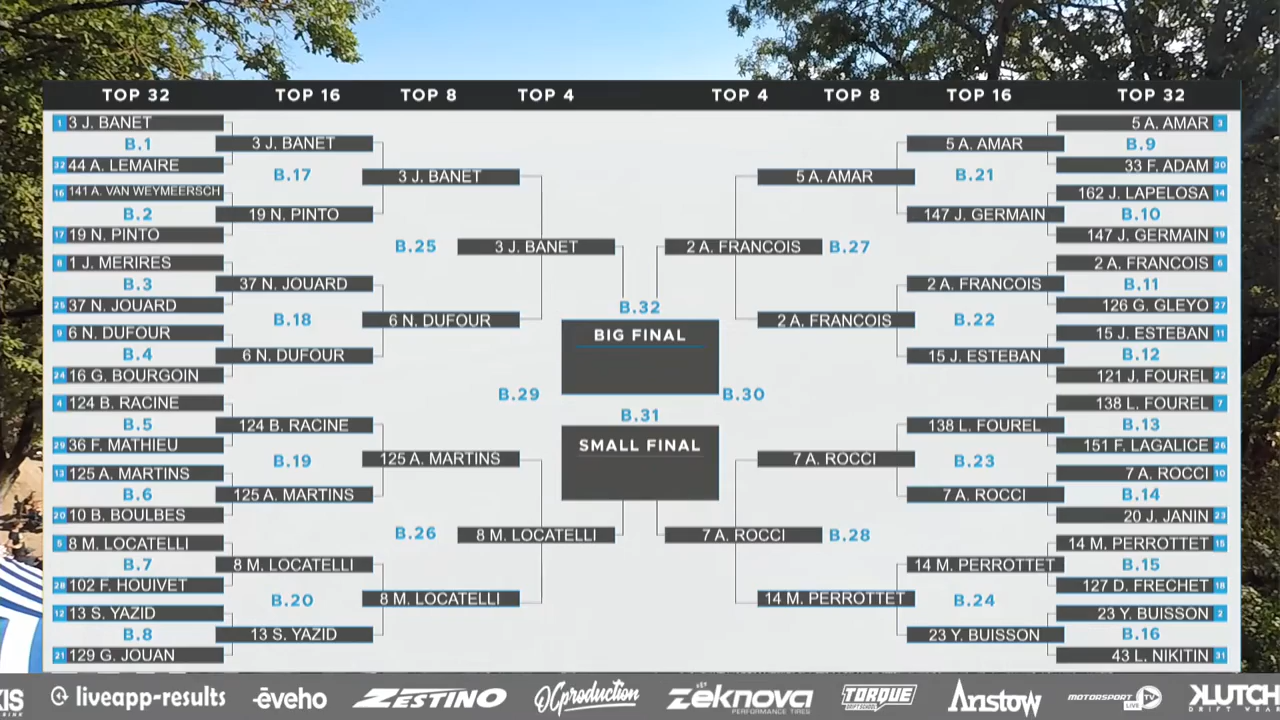 TOP 32 TOP 16 TOP 8 TOP 4 TOP 4 TOP 8 TOP 16 TOP 32
1 3 J. BANET 5 A. AMAR 3
B.1 3 J. BANET 5 A. AMAR B.9
32 44 A. LEMAIRE 33 F. ADAM 30
B.17 3 J. BANET 5 A. AMAR B.21
16 141 A. VAN WEYMEERSCH 162 J. LAPELOSA 14
B.2 19 N. PINTO 147 J. GERMAIN B.10
17 19 N. PINTO 147 J. GERMAIN 19
B.25 3 J. BANET 2 A. FRANCOIS B.27
8 1 J. MERIRES 2 A. FRANCOIS 6
B.3 37 N. JOUARD 2 A. FRANCOIS B.11
25 37 N. JOUARD B.32 126 G. GLEYO 27
B.18 6 N. DUFOUR 2 A. FRANCOIS B.22
9 6 N. DUFOUR BIG FINAL 15 J. ESTEBAN 11
B.4 6 N. DUFOUR 15 J. ESTEBAN B.12
24 16 G. BOURGOIN 121 J. FOUREL 22
B.29 B.30
4 124 B. RACINE 138 L. FOUREL 7
B.5 124 B. RACINE B.31 138 L. FOUREL B.13
29 36 F. MATHIEU SMALL FINAL 151 F. LAGALICE 26
B.19 125 A. MARTINS 7 A. ROCCI B.23
13 125 A. MARTINS 7 A. ROCCI 10
B.6 125 A. MARTINS 7 A. ROCCI B.14
20 10 B. BOULBES 20 J. JANIN 23
B.26 8 M. LOCATELLI 7 A. ROCCI B.28
5 8 M. LOCATELLI 14 M. PERROTTET 15
B.7 8 M. LOCATELLI 14 M. PERROTTET B.15
28 102 F. HOUIVET 127 D. FRECHET 18
B.20 8 M. LOCATELLI 14 M. PERROTTET B.24
12 13 S. YAZID 23 Y. BUISSON 2
B.8 13 S. YAZID 23 Y. BUISSON B.16
21 129 G. JOUAN 43 L. NIKITIN 31
liveapp-results ēveho ZESTINO DGproduction ZēKNOVA PERFORMANCE TIRES TORQUE DRIFT SCHOOL Anstow MOTORSPORT LIVE TV KLUTCH DRIFT WEAR